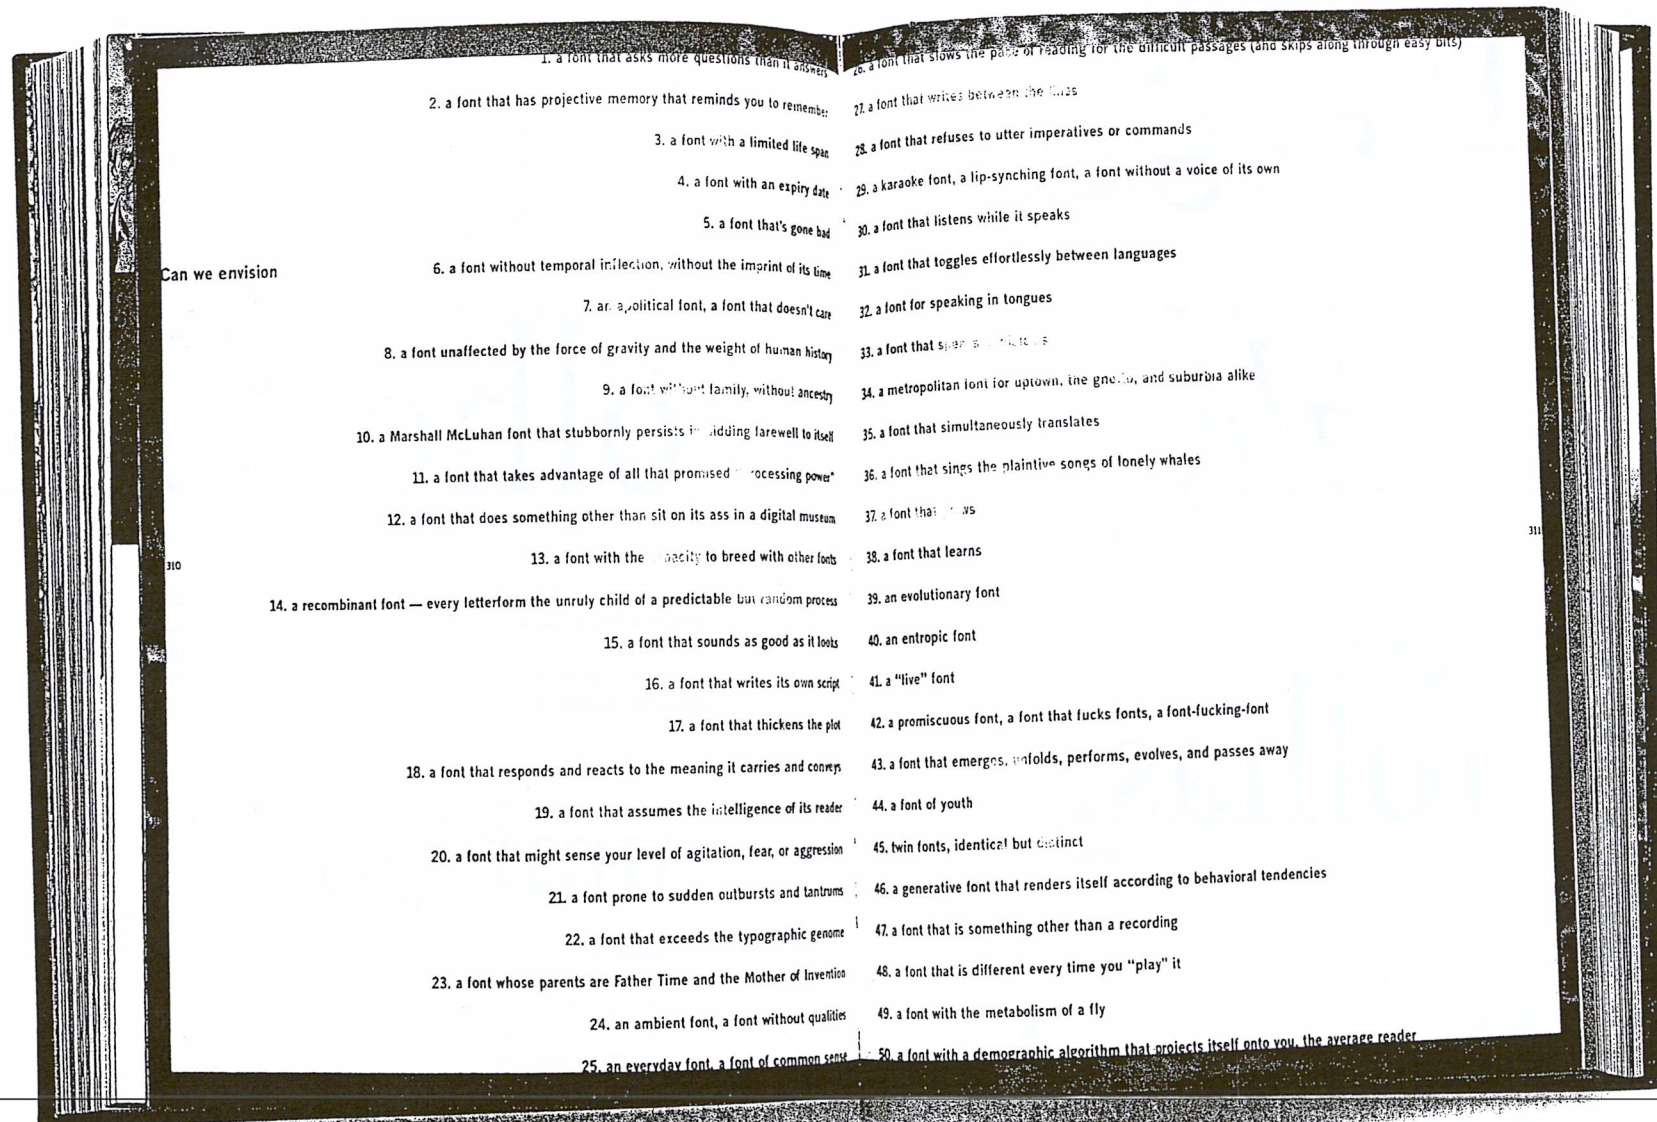 Can we envision
1. a font that asks more questions than it answers
2. a font that has projective memory that reminds you to remember
3. a font with a limited life span
4. a font with an expiry date
5. a font that's gone bad
6. a font without temporal inflection, without the imprint of its time
7. an apolitical font, a font that doesn't care
8. a font unaffected by the force of gravity and the weight of human history
9. a font without family, without ancestry
10. a Marshall McLuhan font that stubbornly persists in bidding farewell to itself
11. a font that takes advantage of all that promised "processing power"
12. a font that does something other than sit on its ass in a digital museum
13. a font with the capacity to breed with other fonts
14. a recombinant font — every letterform the unruly child of a predictable but random process
15. a font that sounds as good as it looks
16. a font that writes its own script
17. a font that thickens the plot
18. a font that responds and reacts to the meaning it carries and conveys
19. a font that assumes the intelligence of its reader
20. a font that might sense your level of agitation, fear, or aggression
21. a font prone to sudden outbursts and tantrums
22. a font that exceeds the typographic genome
23. a font whose parents are Father Time and the Mother of Invention
24. an ambient font, a font without qualities
25. an everyday font, a font of common sense
310
26. a font that slows the pace of reading for the difficult passages (and skips along through easy bits)
27. a font that writes between the lines
28. a font that refuses to utter imperatives or commands
29. a karaoke font, a lip-synching font, a font without a voice of its own
30. a font that listens while it speaks
31. a font that toggles effortlessly between languages
32. a font for speaking in tongues
33. a font that
34. a metropolitan font for uptown, the ghetto, and suburbia alike
35. a font that simultaneously translates
36. a font that sings the plaintive songs of lonely whales
37. a font that
38. a font that learns
39. an evolutionary font
40. an entropic font
41. a "live" font
42. a promiscuous font, a font that fucks fonts, a font-fucking-font
43. a font that emerges, unfolds, performs, evolves, and passes away
44. a font of youth
45. twin fonts, identical but distinct
46. a generative font that renders itself according to behavioral tendencies
47. a font that is something other than a recording
48. a font that is different every time you "play" it
49. a font with the metabolism of a fly
50. a font with a demographic algorithm that projects itself onto you, the average reader
311